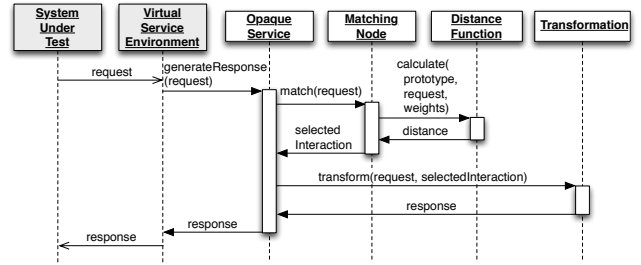 System
Under
Test
Virtual
Service
Environment
Opaque
Service
Matching
Node
Distance
Function
Transformation
request
generateResponse
(request)
match(request)
calculate(
prototype,
request,
weights)
distance
selected
Interaction
transform(request, selectedInteraction)
response
response
response